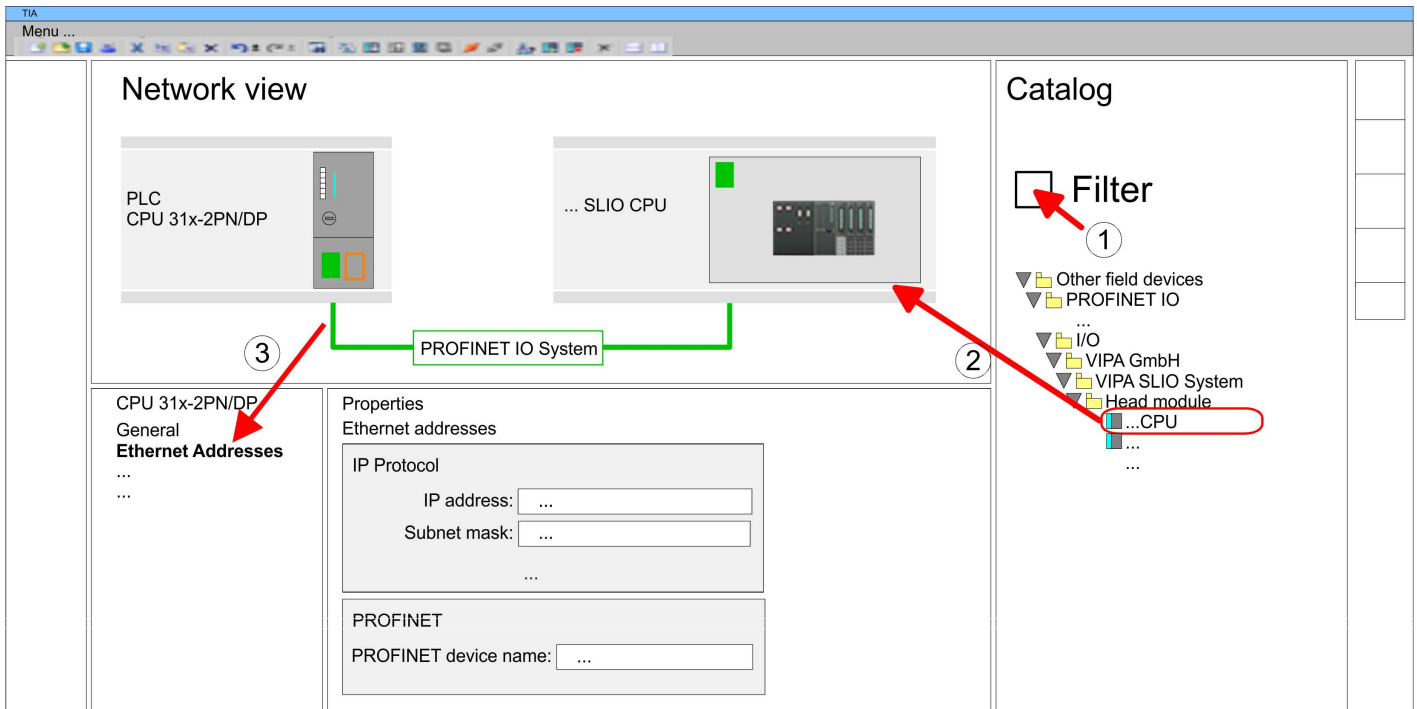 TIA
Menu ...
Network view
PLC
CPU 31x-2PN/DP
... SLIO CPU
PROFINET IO System
3
2
CPU 31x-2PN/DP
General
Ethernet Addresses
...
...
Properties
Ethernet addresses
IP Protocol
IP address: ...
Subnet mask: ...
...
PROFINET
PROFINET device name: ...
Catalog
Filter
1
Other field devices
PROFINET IO
...
I/O
VIPA GmbH
VIPA SLIO System
Head module
...CPU
...
...